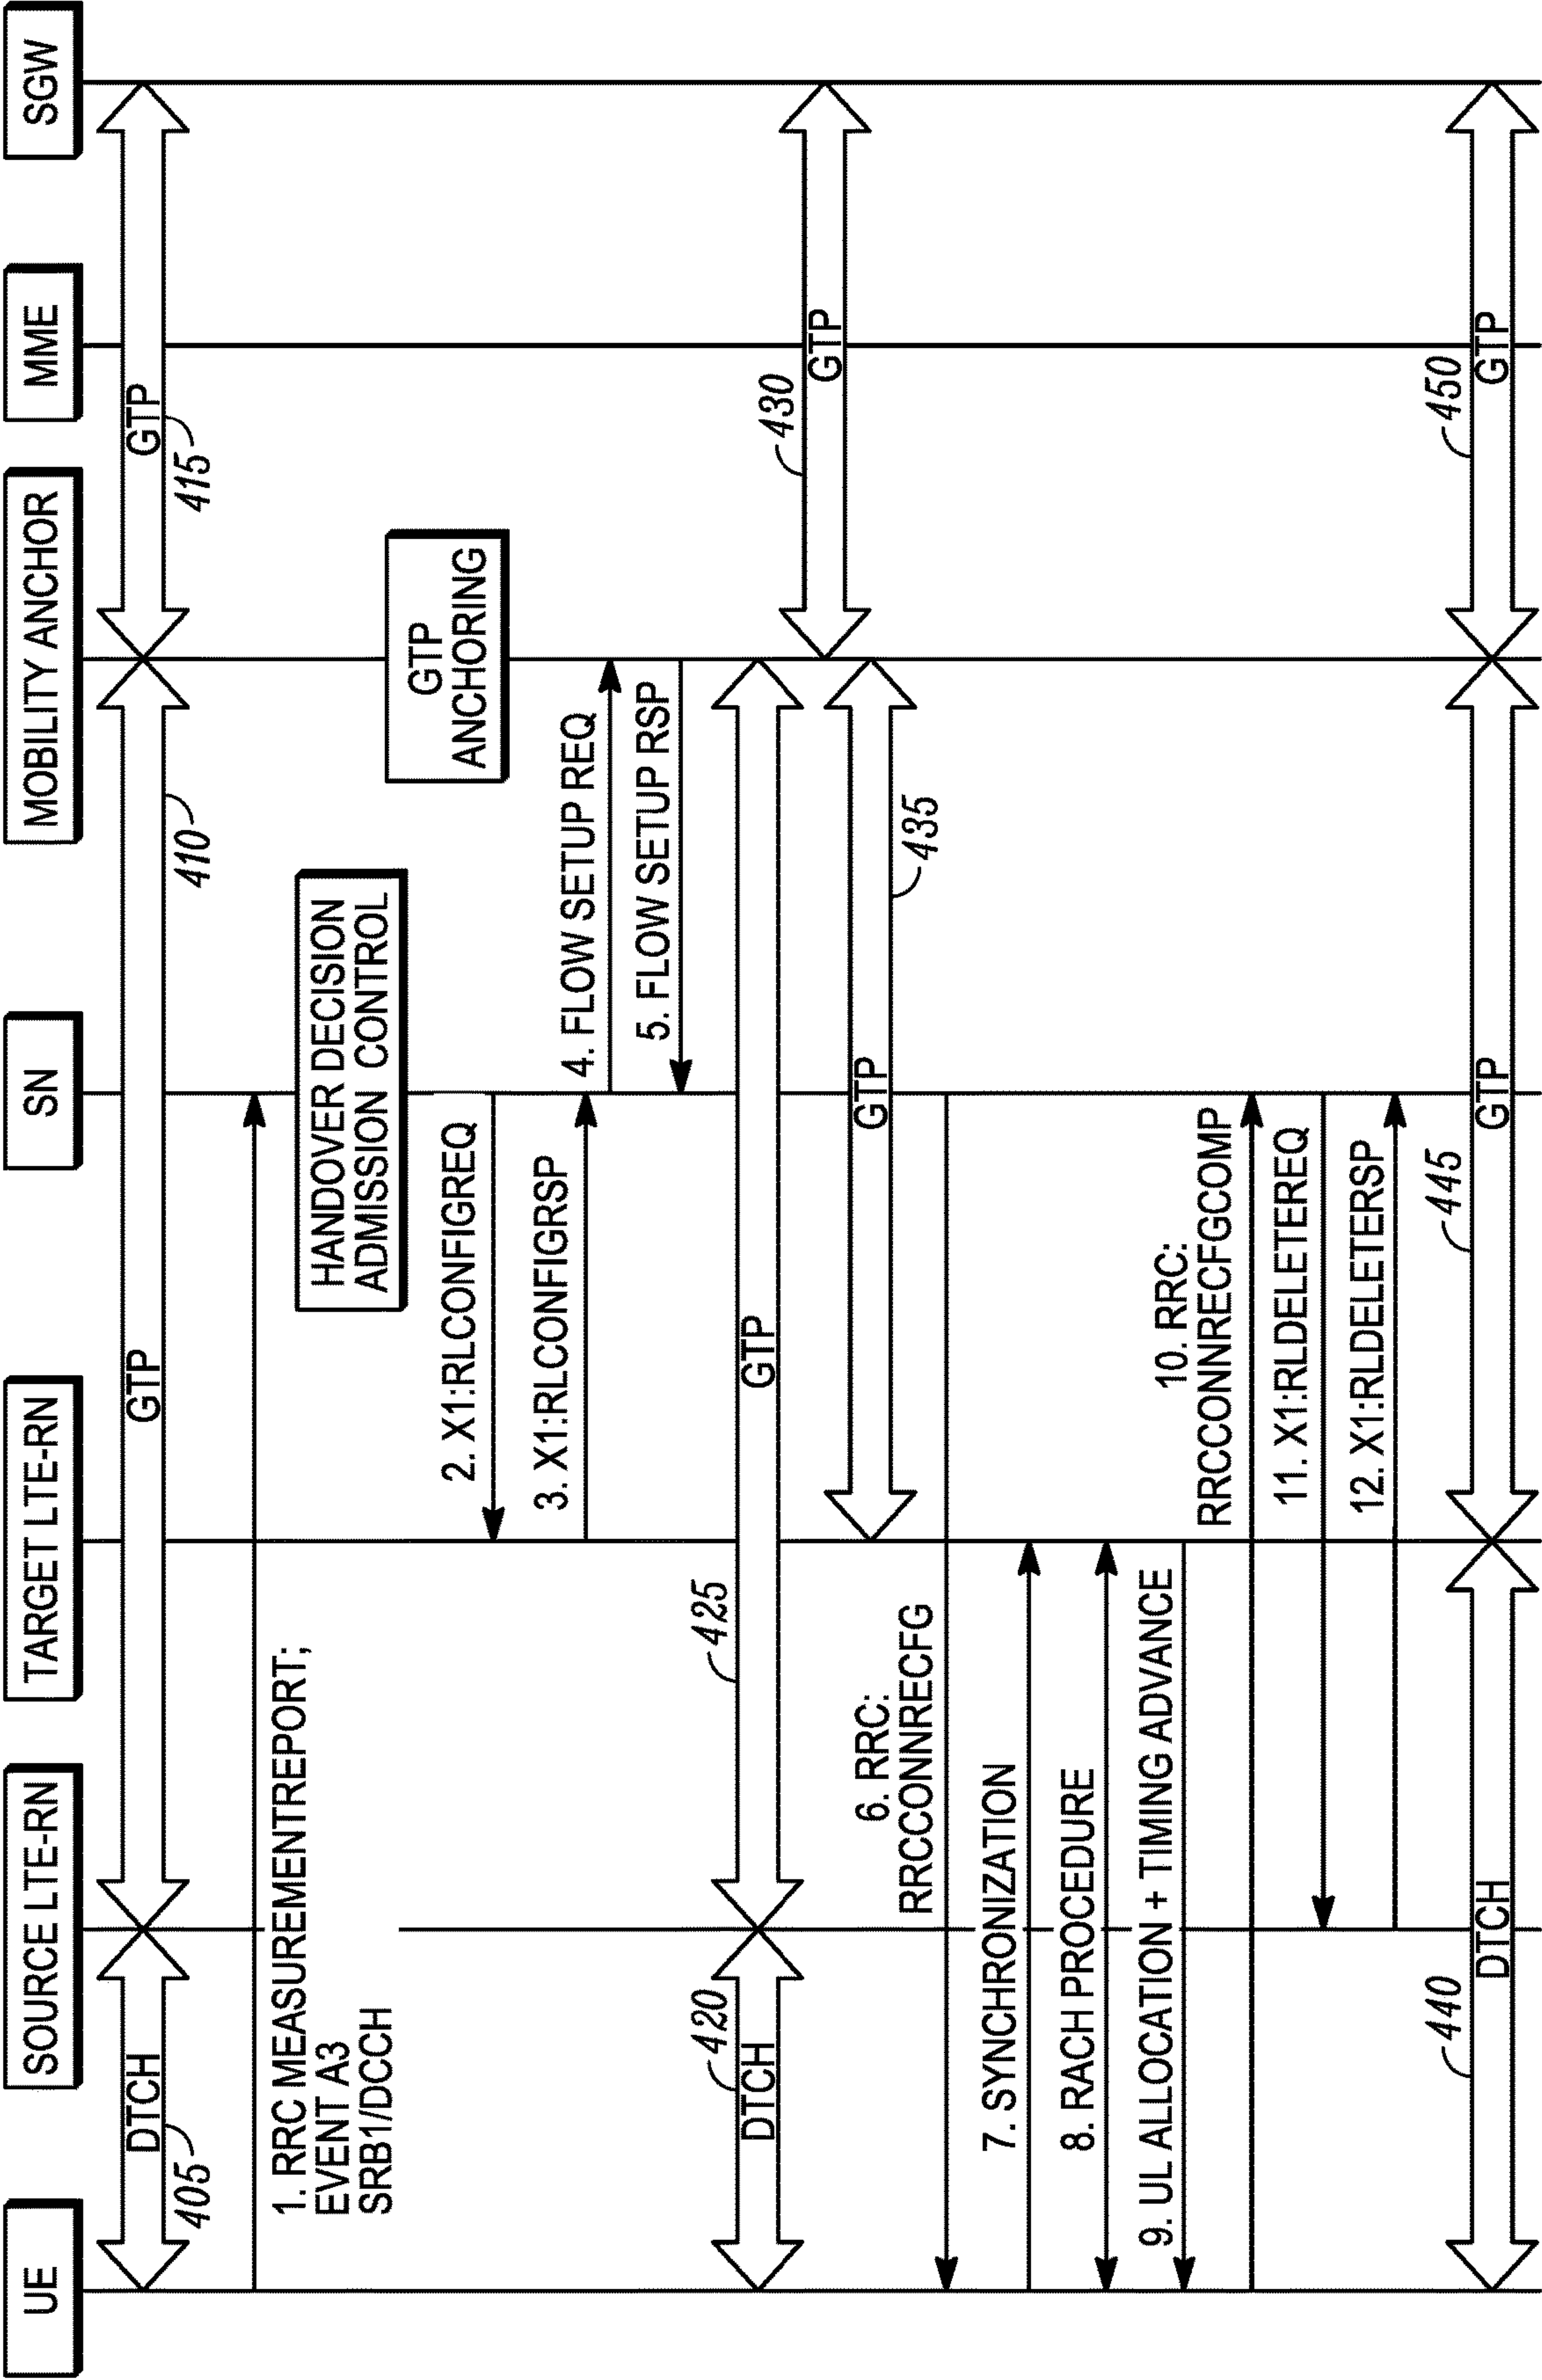 UE
SOURCE LTE-RN
TARGET LTE-RN
SN
MOBILITY ANCHOR
MME
SGW
DTCH
GTP
GTP
405
410
415
1. RRC MEASUREMENTREPORT;
EVENT A3
SRB1/DCCH
HANDOVER DECISION
ADMISSION CONTROL
GTP
ANCHORING
2. X1:RLCONFIGREQ
3. X1:RLCONFIGRSP
4. FLOW SETUP REQ
5. FLOW SETUP RSP
420
425
DTCH
GTP
430
GTP
GTP
435
6. RRC:
RRCCONNRECFG
7. SYNCHRONIZATION
8. RACH PROCEDURE
9. UL ALLOCATION + TIMING ADVANCE
10. RRC:
RRCCONNRECFGCOMP
11. X1:RLDELETEREQ
12. X1:RLDELETERSP
440
445
450
DTCH
GTP
GTP